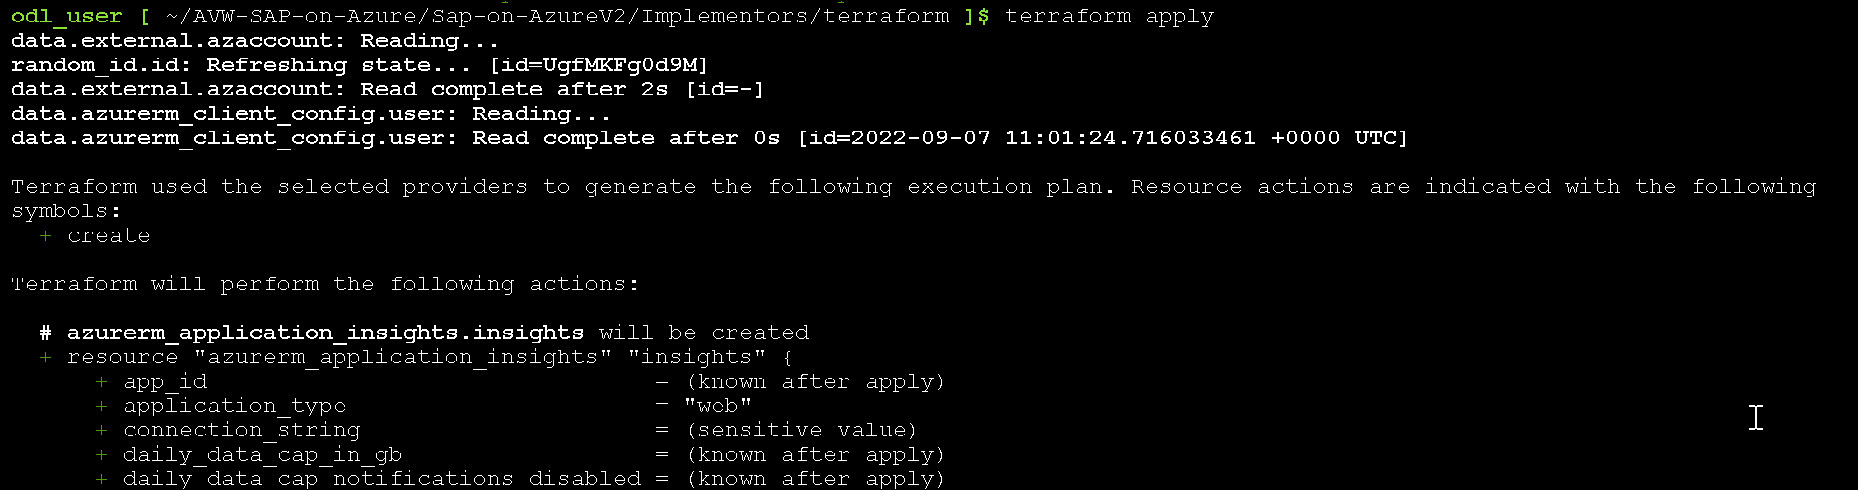 odl_user [ ~/AVW-SAP-on-Azure/Sap-on-AzureV2/Implementors/terraform ]$ terraform apply
data.external.azaccount: Reading...
random_id.id: Refreshing state... [id=UgfMKFg0d9M]
data.external.azaccount: Read complete after 2s [id=-]
data.azurerm_client_config.user: Reading...
data.azurerm_client_config.user: Read complete after 0s [id=2022-09-07 11:01:24.716033461 +0000 UTC]
Terraform used the selected providers to generate the following execution plan. Resource actions are indicated with the following
symbols:
+ create
Terraform will perform the following actions:
# azurerm_application_insights.insights will be created
+ resource "azurerm_application_insights" "insights" {
+ app_id = (known after apply)
+ application_type = "web"
+ connection_string = (sensitive value)
+ daily_data_cap_in_gb = (known after apply)
+ daily_data_cap_notifications_disabled = (known after apply)